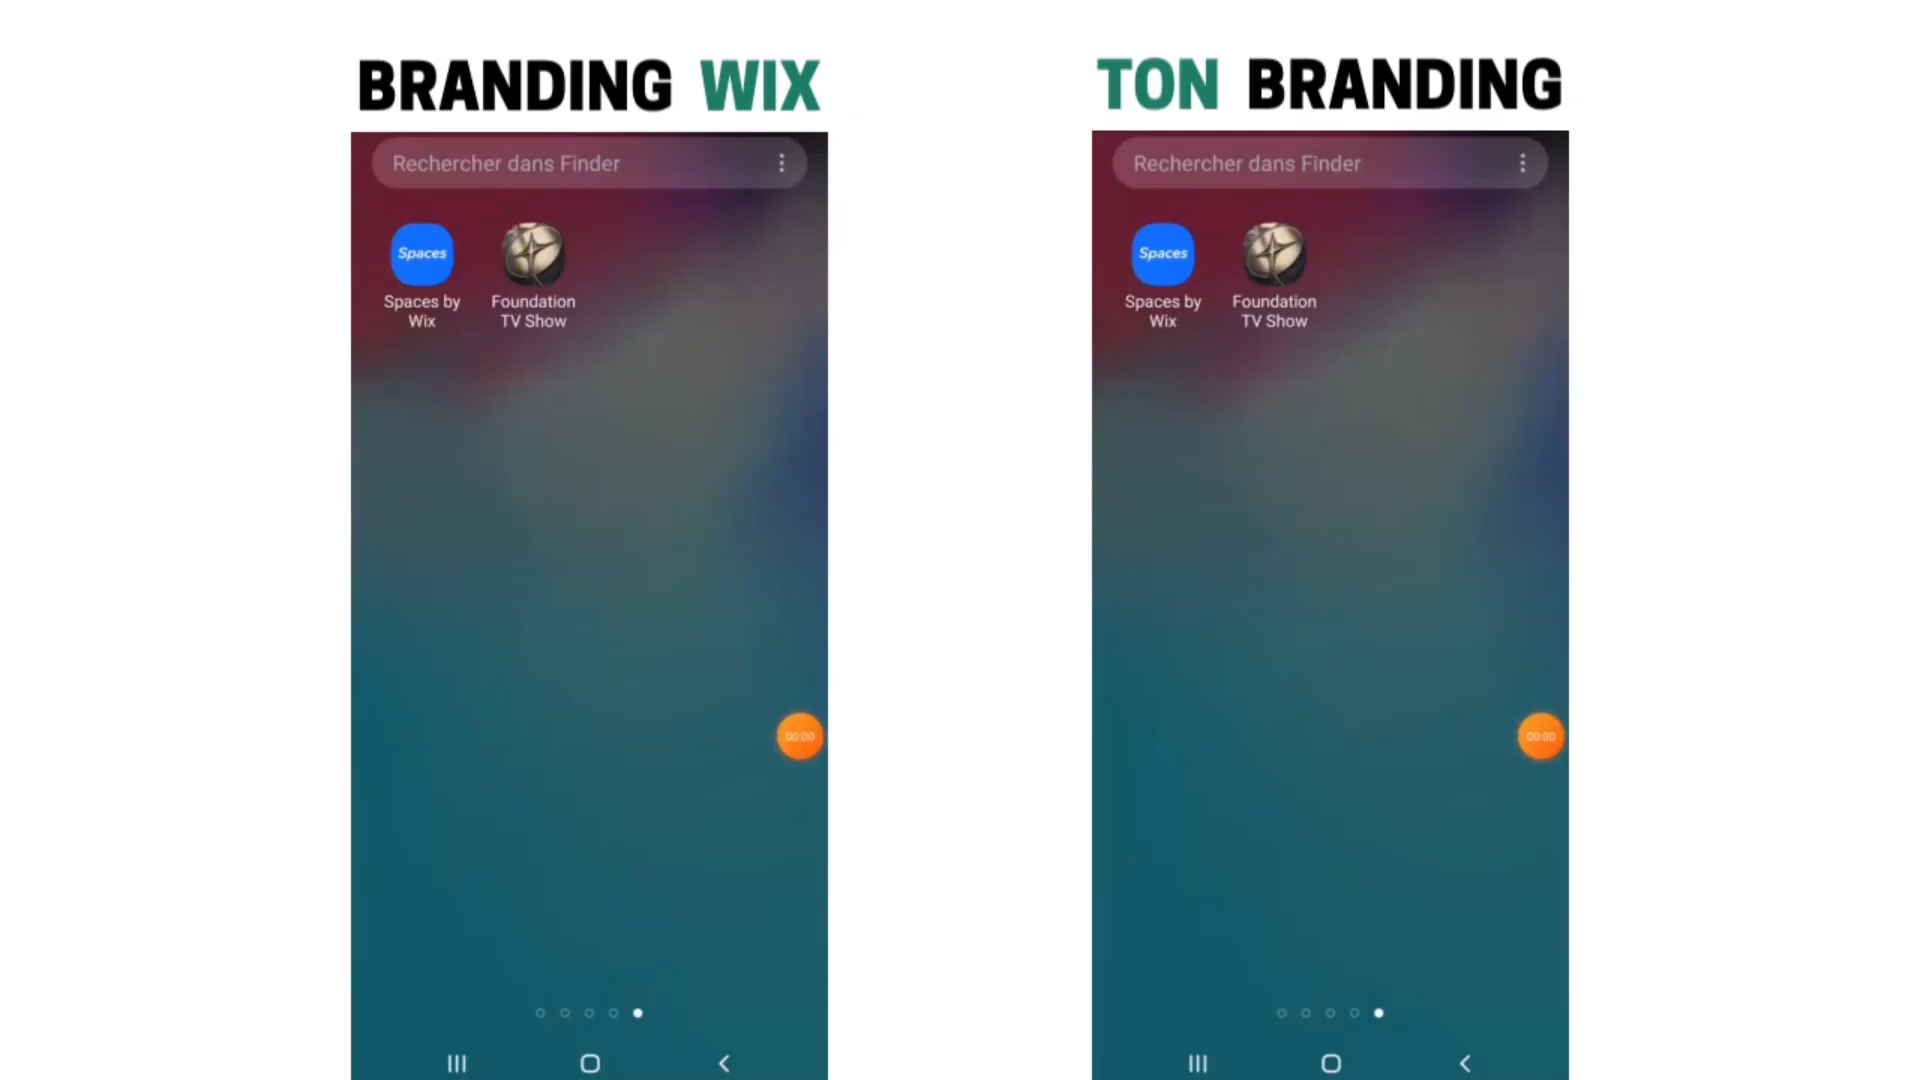 BRANDING WIX
Rechercher dans Finder
Spaces
Spaces by
Wix
Foundation
TV Show
00:00
TON BRANDING
Rechercher dans Finder
Spaces
Spaces by
Wix
Foundation
TV Show
00:00